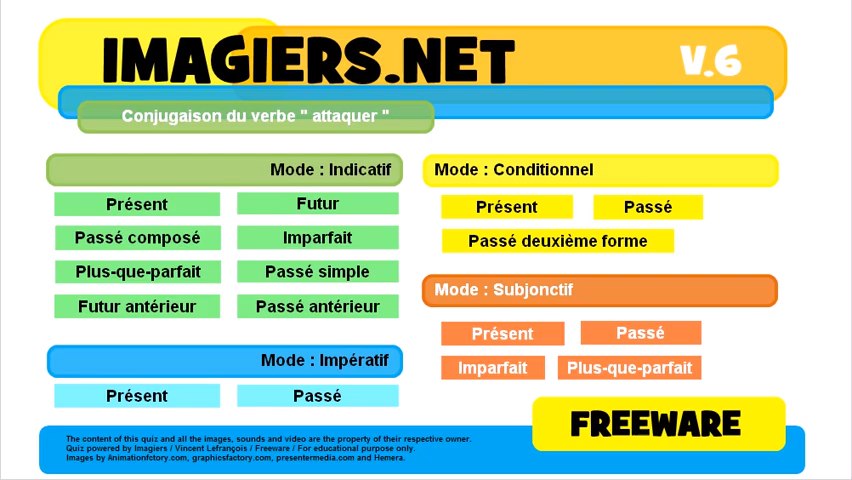 IMAGIERS.NET
V.6
Conjugaison du verbe " attaquer "
Mode : Indicatif
Présent
Futur
Passé composé
Imparfait
Plus-que-parfait
Passé simple
Futur antérieur
Passé antérieur
Mode : Impératif
Présent
Passé
Mode : Conditionnel
Présent
Passé
Passé deuxième forme
Mode : Subjonctif
Présent
Passé
Imparfait
Plus-que-parfait
FREEWARE
The content of this quiz and all the images, sounds and video are the property of their respective owner.
Quiz powered by Imagiers / Vincent Lefrançois / Freeware / For educational purpose only.
Images by Animationfctory.com, graphicsfactory.com, presentermedia.com and Hemera.